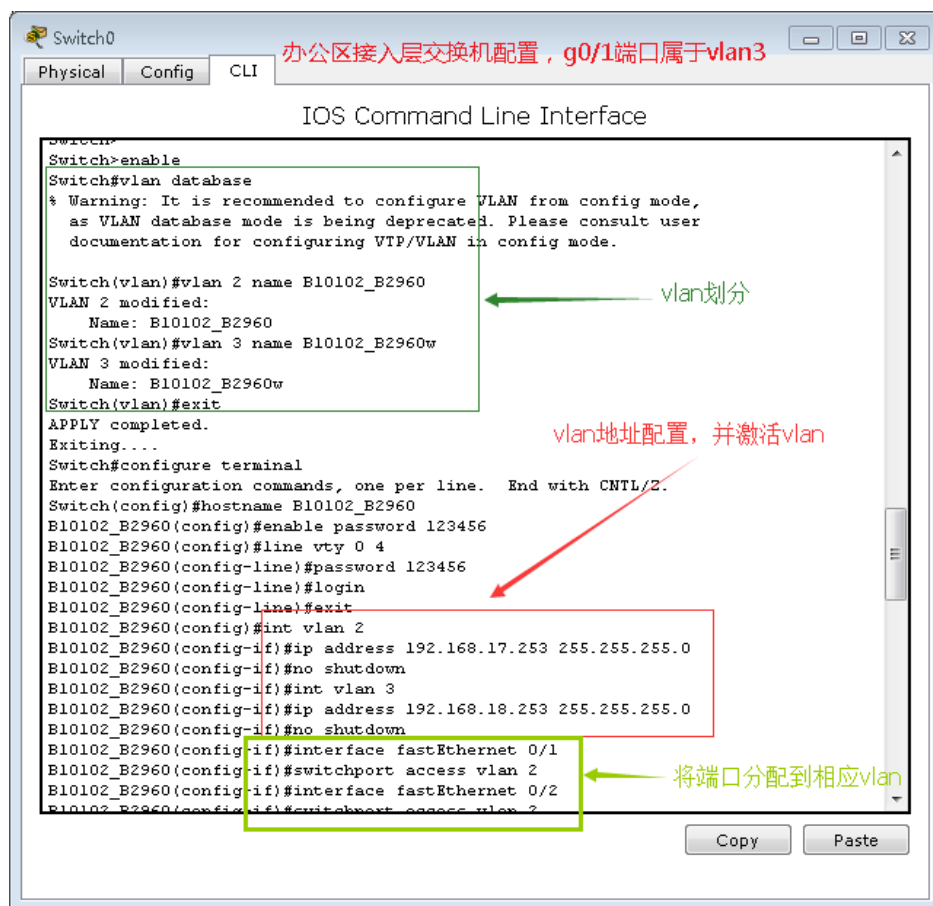 Switch0
办公区接入层交换机配置，g0/1端口属于vlan3
Physical Config CLI
IOS Command Line Interface
Switch>
Switch>enable
Switch#vlan database
% Warning: It is recommended to configure VLAN from config mode,
as VLAN database mode is being deprecated. Please consult user
documentation for configuring VTP/VLAN in config mode.
Switch(vlan)#vlan 2 name B10102_B2960
VLAN 2 modified:
Name: B10102_B2960
Switch(vlan)#vlan 3 name B10102_B2960w
VLAN 3 modified:
Name: B10102_B2960w
Switch(vlan)#exit
APPLY completed.
Exiting....
Switch#configure terminal
Enter configuration commands, one per line. End with CNTL/Z.
Switch(config)#hostname B10102_B2960
B10102_B2960(config)#enable password 123456
B10102_B2960(config)#line vty 0 4
B10102_B2960(config-line)#password 123456
B10102_B2960(config-line)#login
B10102_B2960(config-line)#exit
B10102_B2960(config)#int vlan 2
B10102_B2960(config-if)#ip address 192.168.17.253 255.255.255.0
B10102_B2960(config-if)#no shutdown
B10102_B2960(config-if)#int vlan 3
B10102_B2960(config-if)#ip address 192.168.18.253 255.255.255.0
B10102_B2960(config-if)#no shutdown
B10102_B2960(config-if)#interface fastEthernet 0/1
B10102_B2960(config-if)#switchport access vlan 2
B10102_B2960(config-if)#interface fastEthernet 0/2
B10102_B2960(config-if)#switchport access vlan
vlan划分
vlan地址配置，并激活vlan
将端口分配到相应vlan
Copy Paste